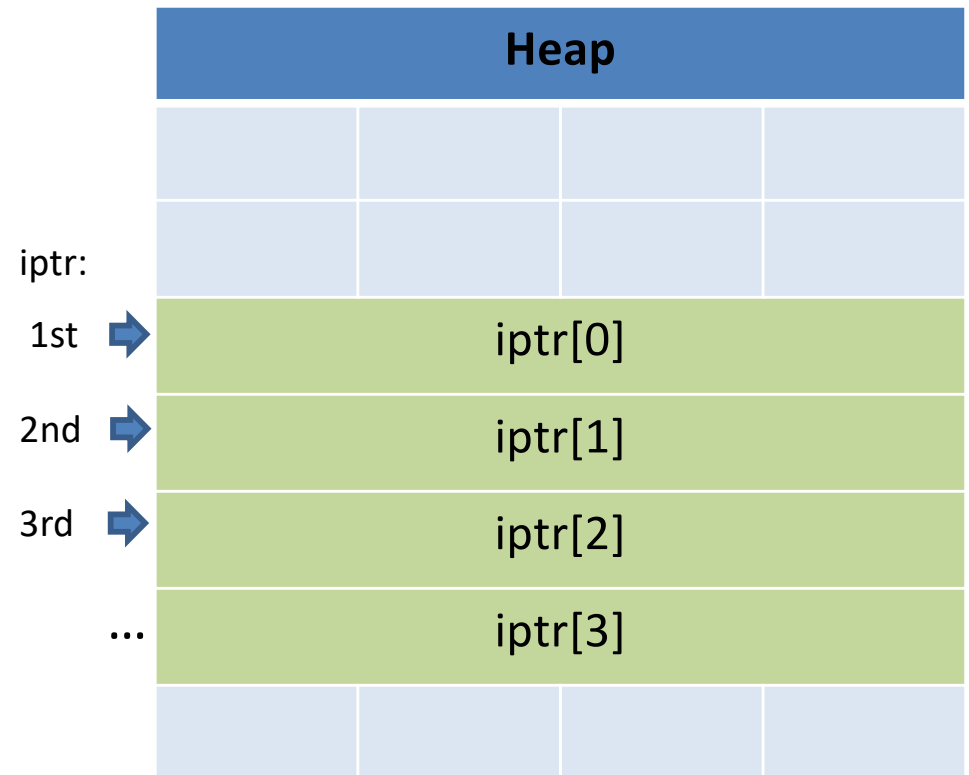 Heap
iptr:
1st iptr[0]
2nd iptr[1]
3rd iptr[2]
... iptr[3]